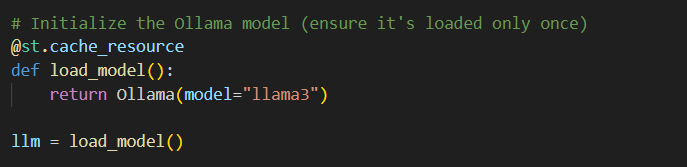 # Initialize the Ollama model (ensure it's loaded only once)
@st.cache_resource
def load_model():
    return Ollama(model="llama3")
llm = load_model()